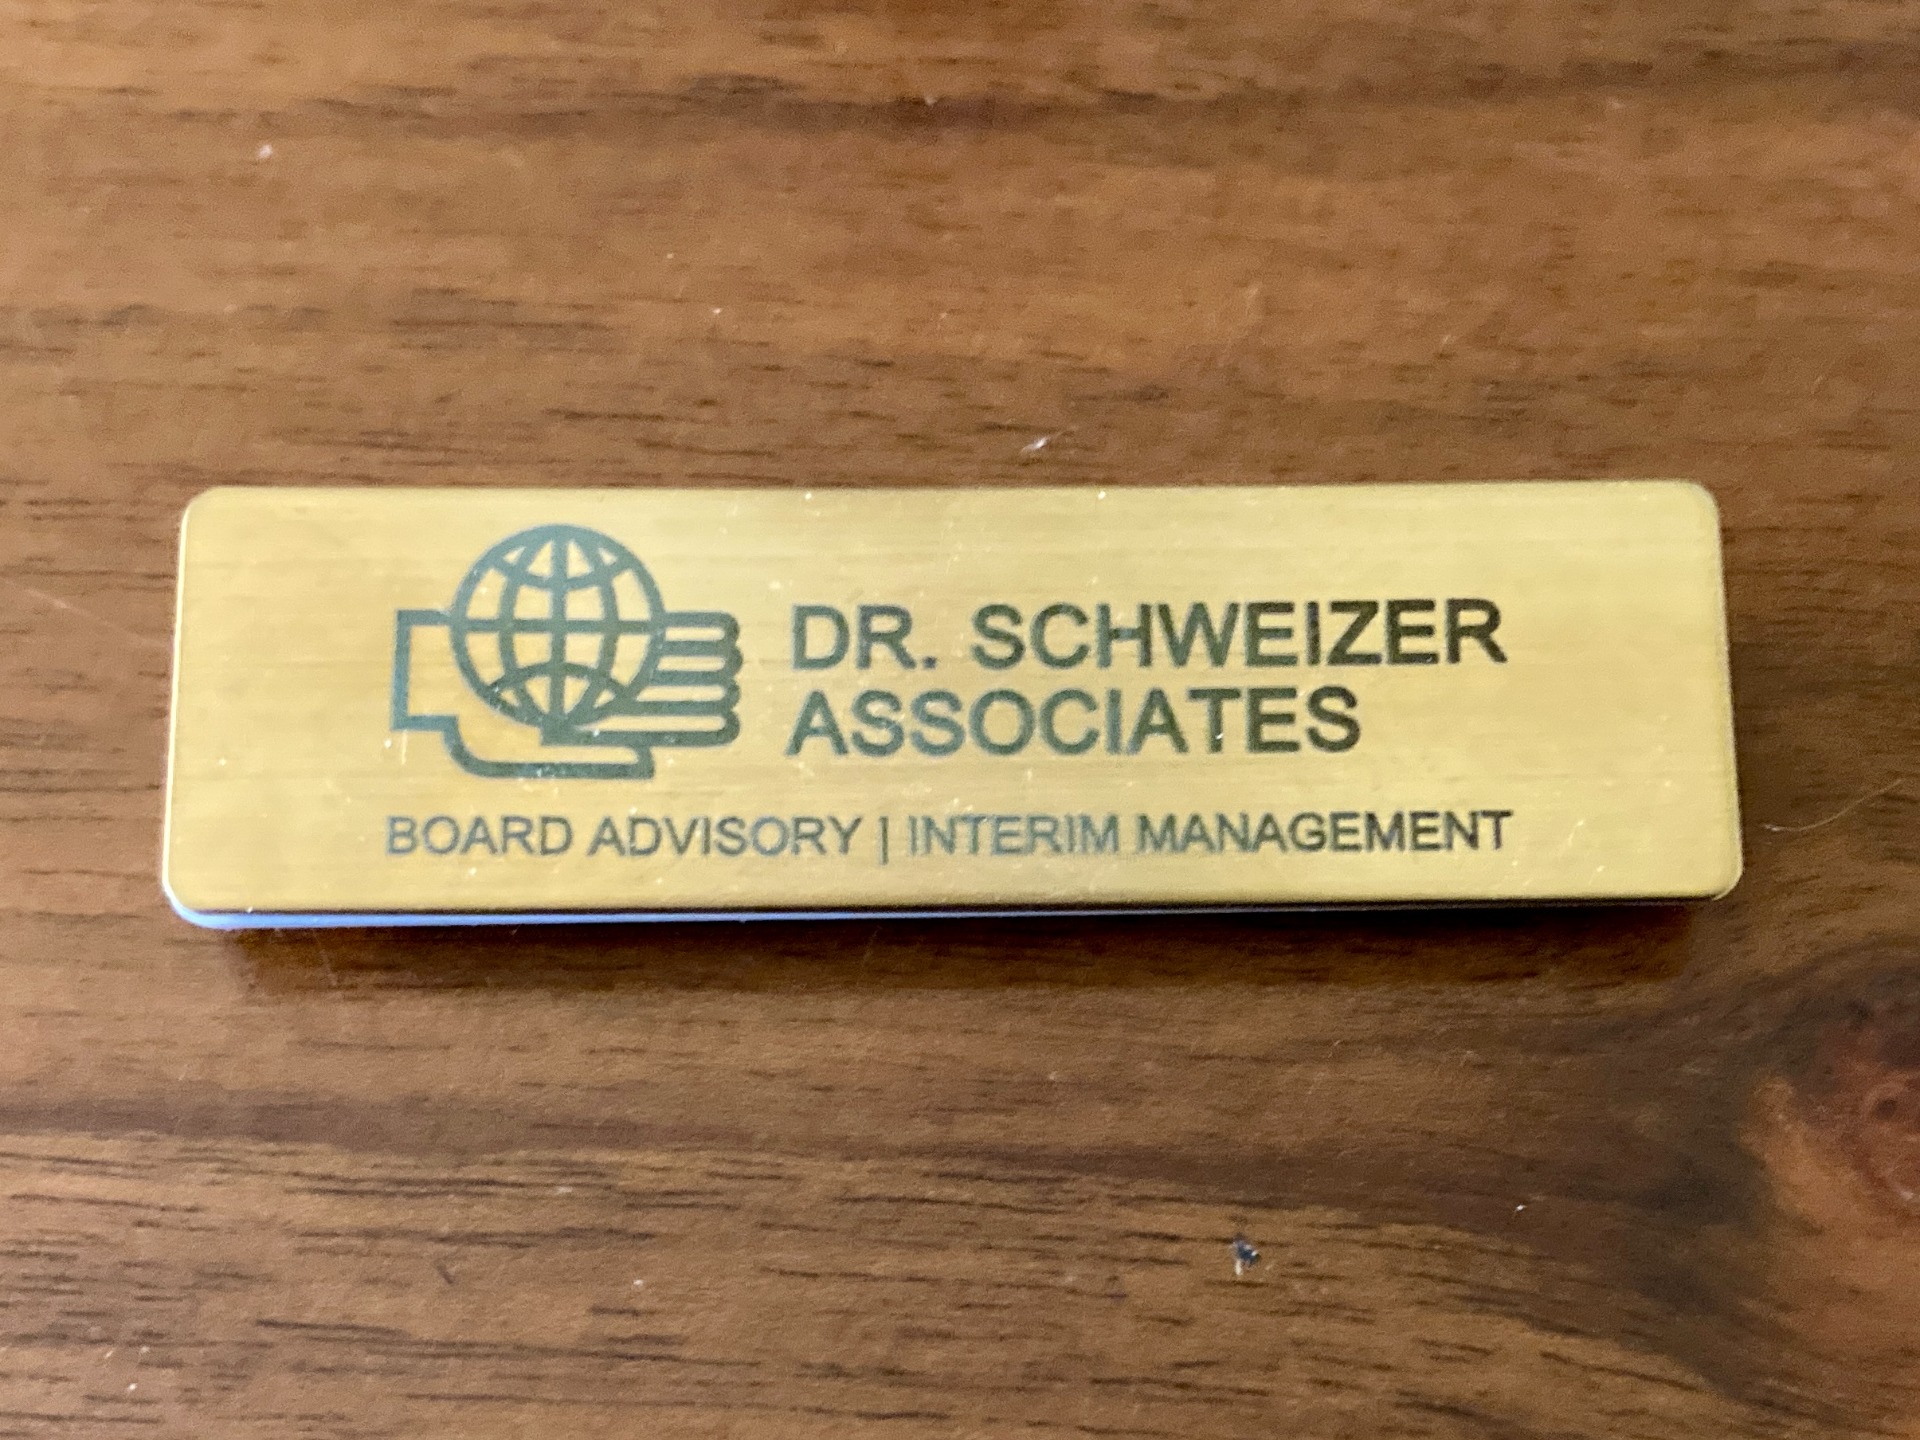 DR. SCHWEIZER
ASSOCIATES
BOARD ADVISORY | INTERIM MANAGEMENT